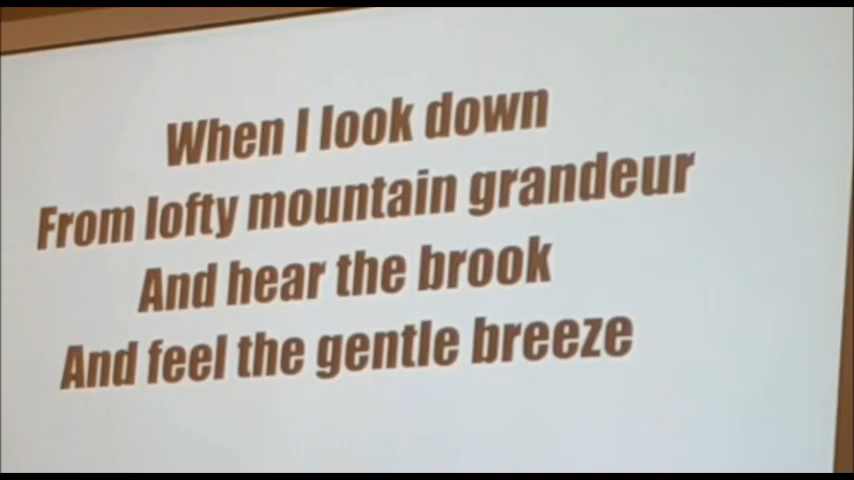 When I look down
From lofty mountain grandeur
And hear the brook
And feel the gentle breeze